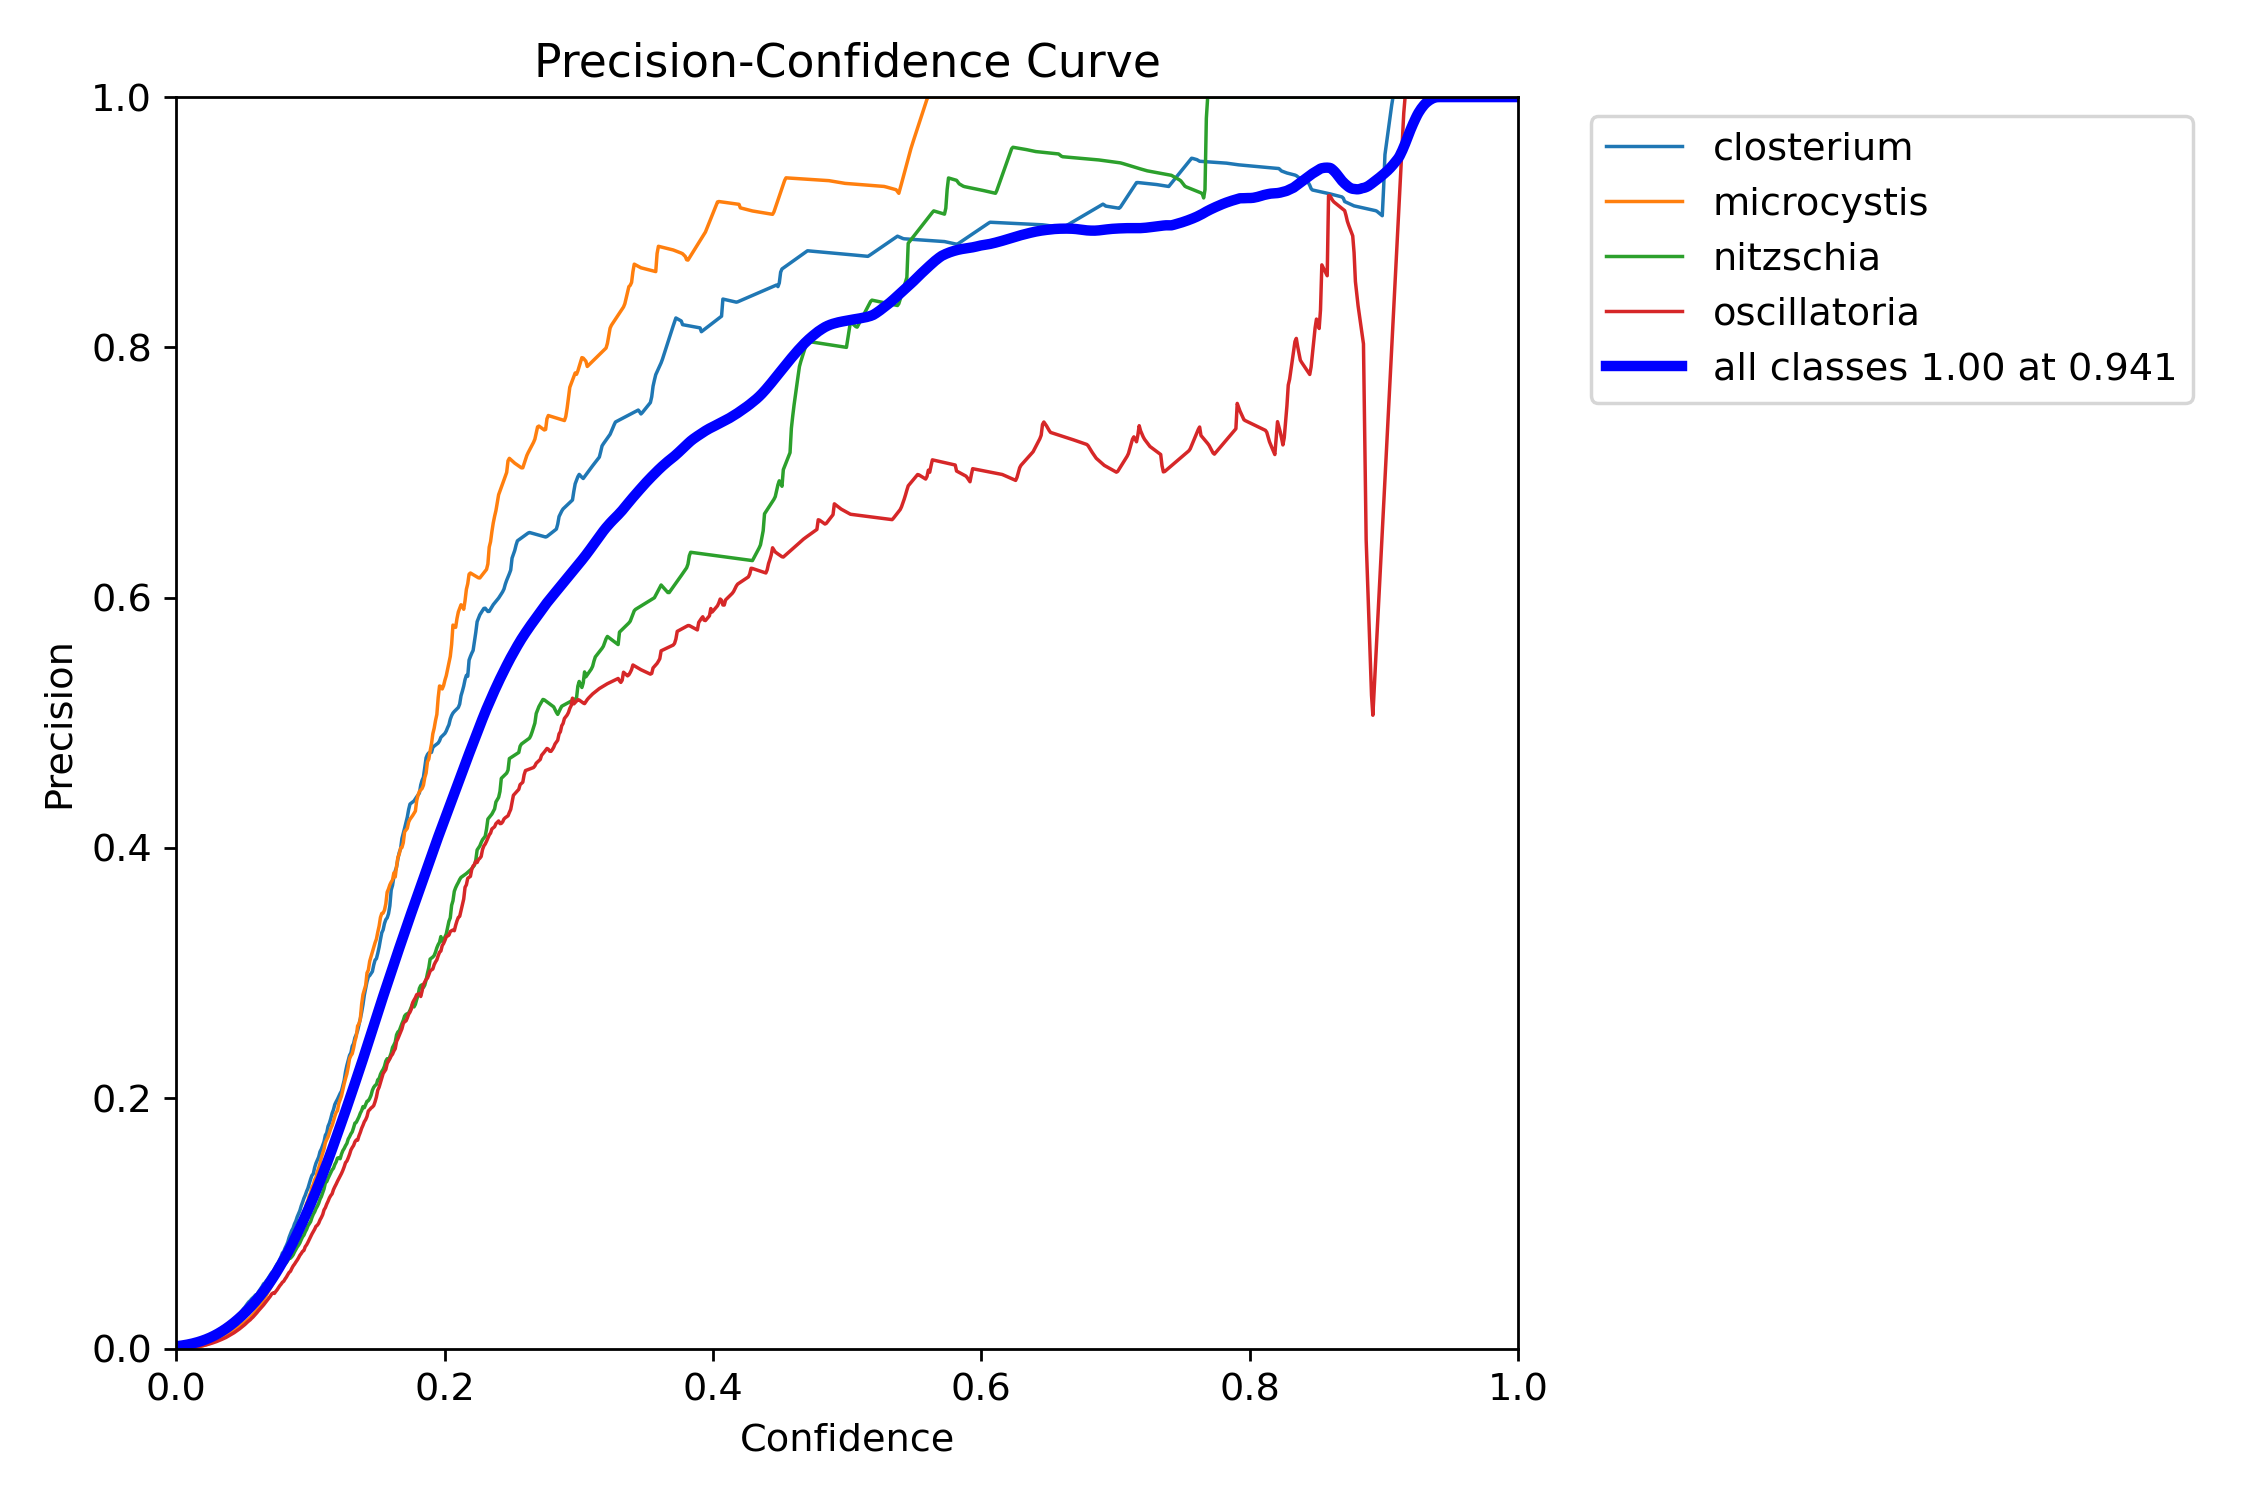 Precision-Confidence Curve
1.0
0.8
0.6
0.4
0.2
0.0
Precision
0.0 0.2 0.4 0.6 0.8 1.0
Confidence
closterium
microcystis
nitzschia
oscillatoria
all classes 1.00 at 0.941